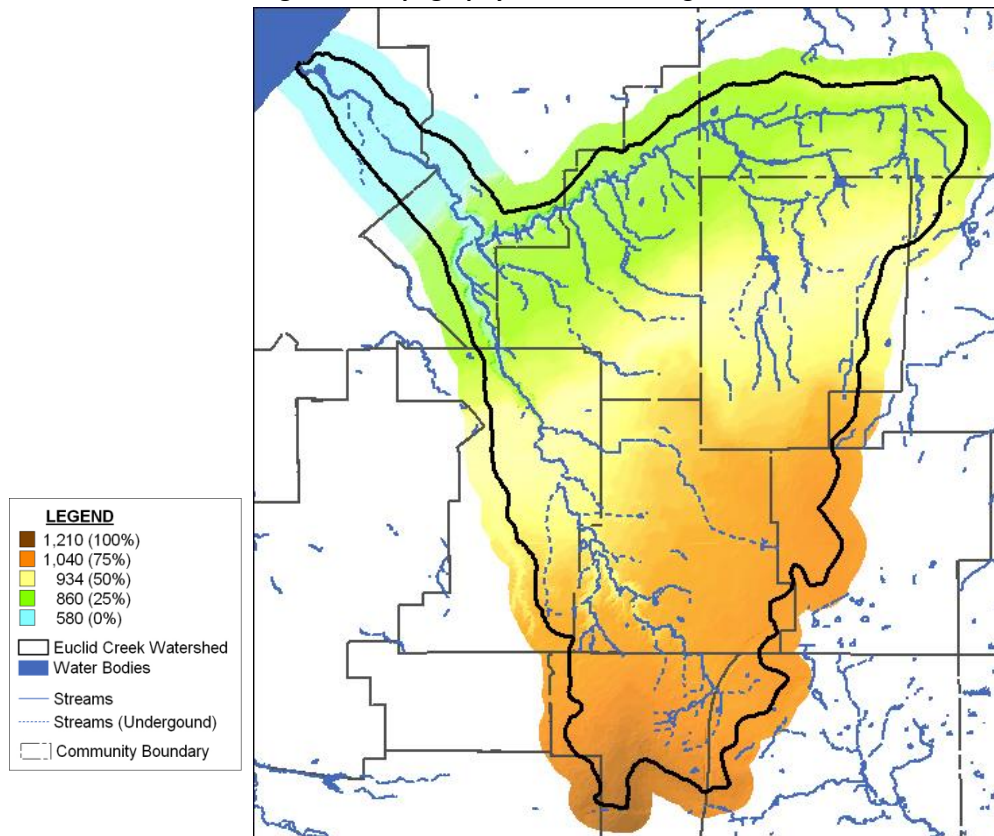 LEGEND
1,210 (100%)
1,040 (75%)
934 (50%)
860 (25%)
580 (0%)
Euclid Creek Watershed
Water Bodies
Streams
Streams (Undergound)
Community Boundary